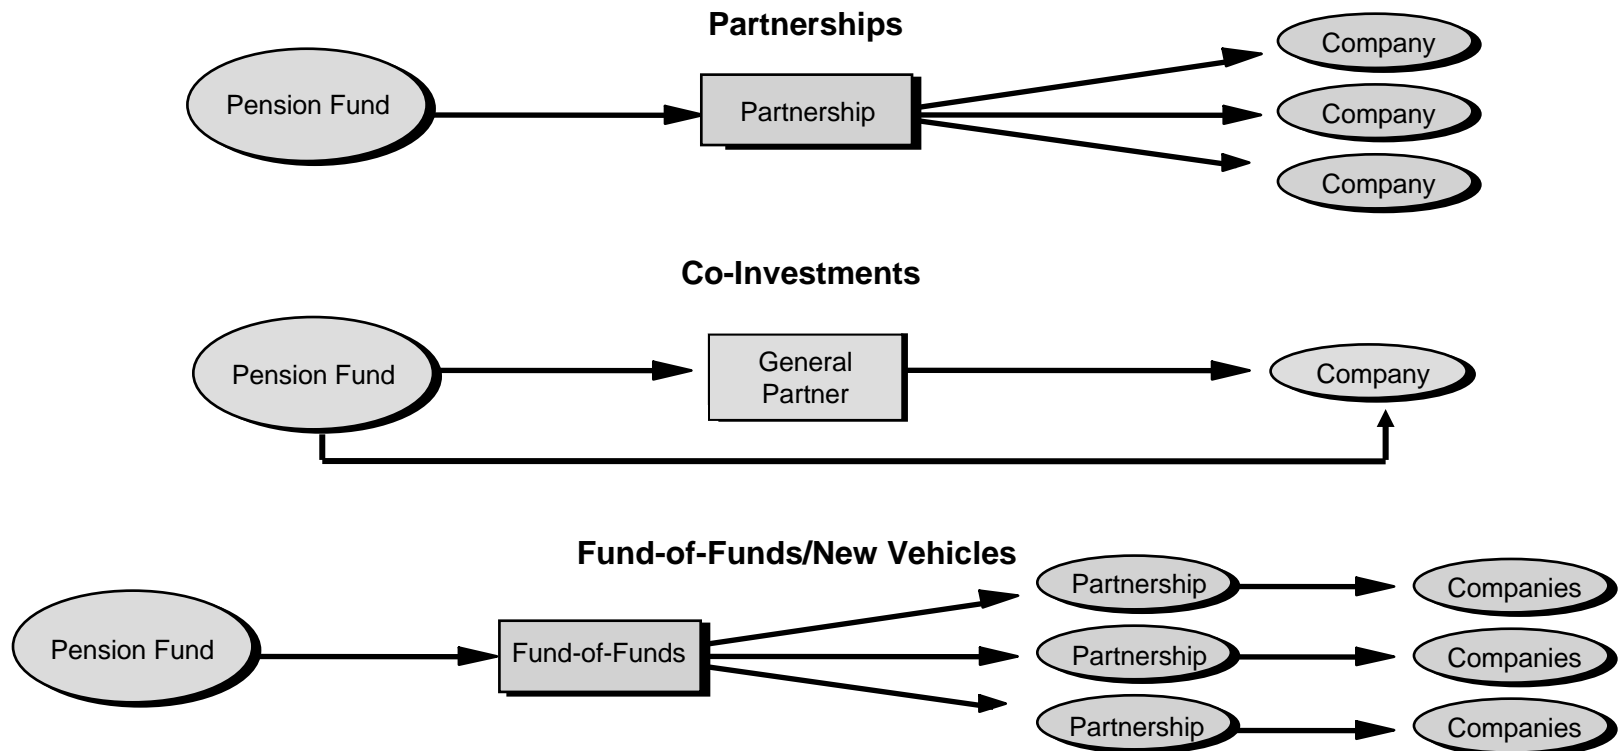 Partnerships
Pension Fund
Partnership
Company
Company
Company
Co-Investments
Pension Fund
General
Partner
Company
Fund-of-Funds/New Vehicles
Pension Fund
Fund-of-Funds
Partnership
Companies
Partnership
Companies
Partnership
Companies